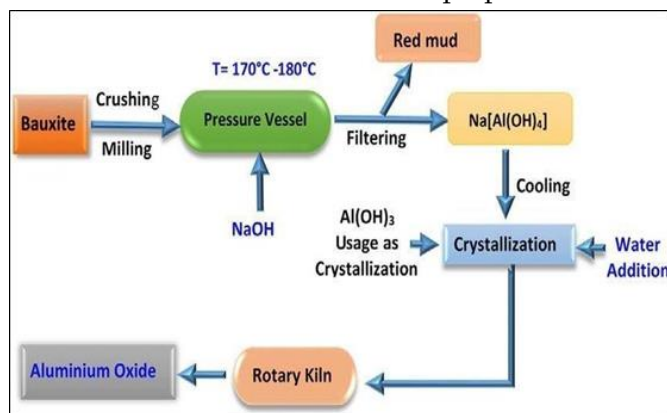 Red mud
T= 170°C -180°C
Crushing
Bauxite
Milling
Pressure Vessel
Filtering
Na[Al(OH)₄]
NaOH
Cooling
Al(OH)₃
Usage as
Crystallization
Crystallization
Water
Addition
Aluminium Oxide
Rotary Kiln